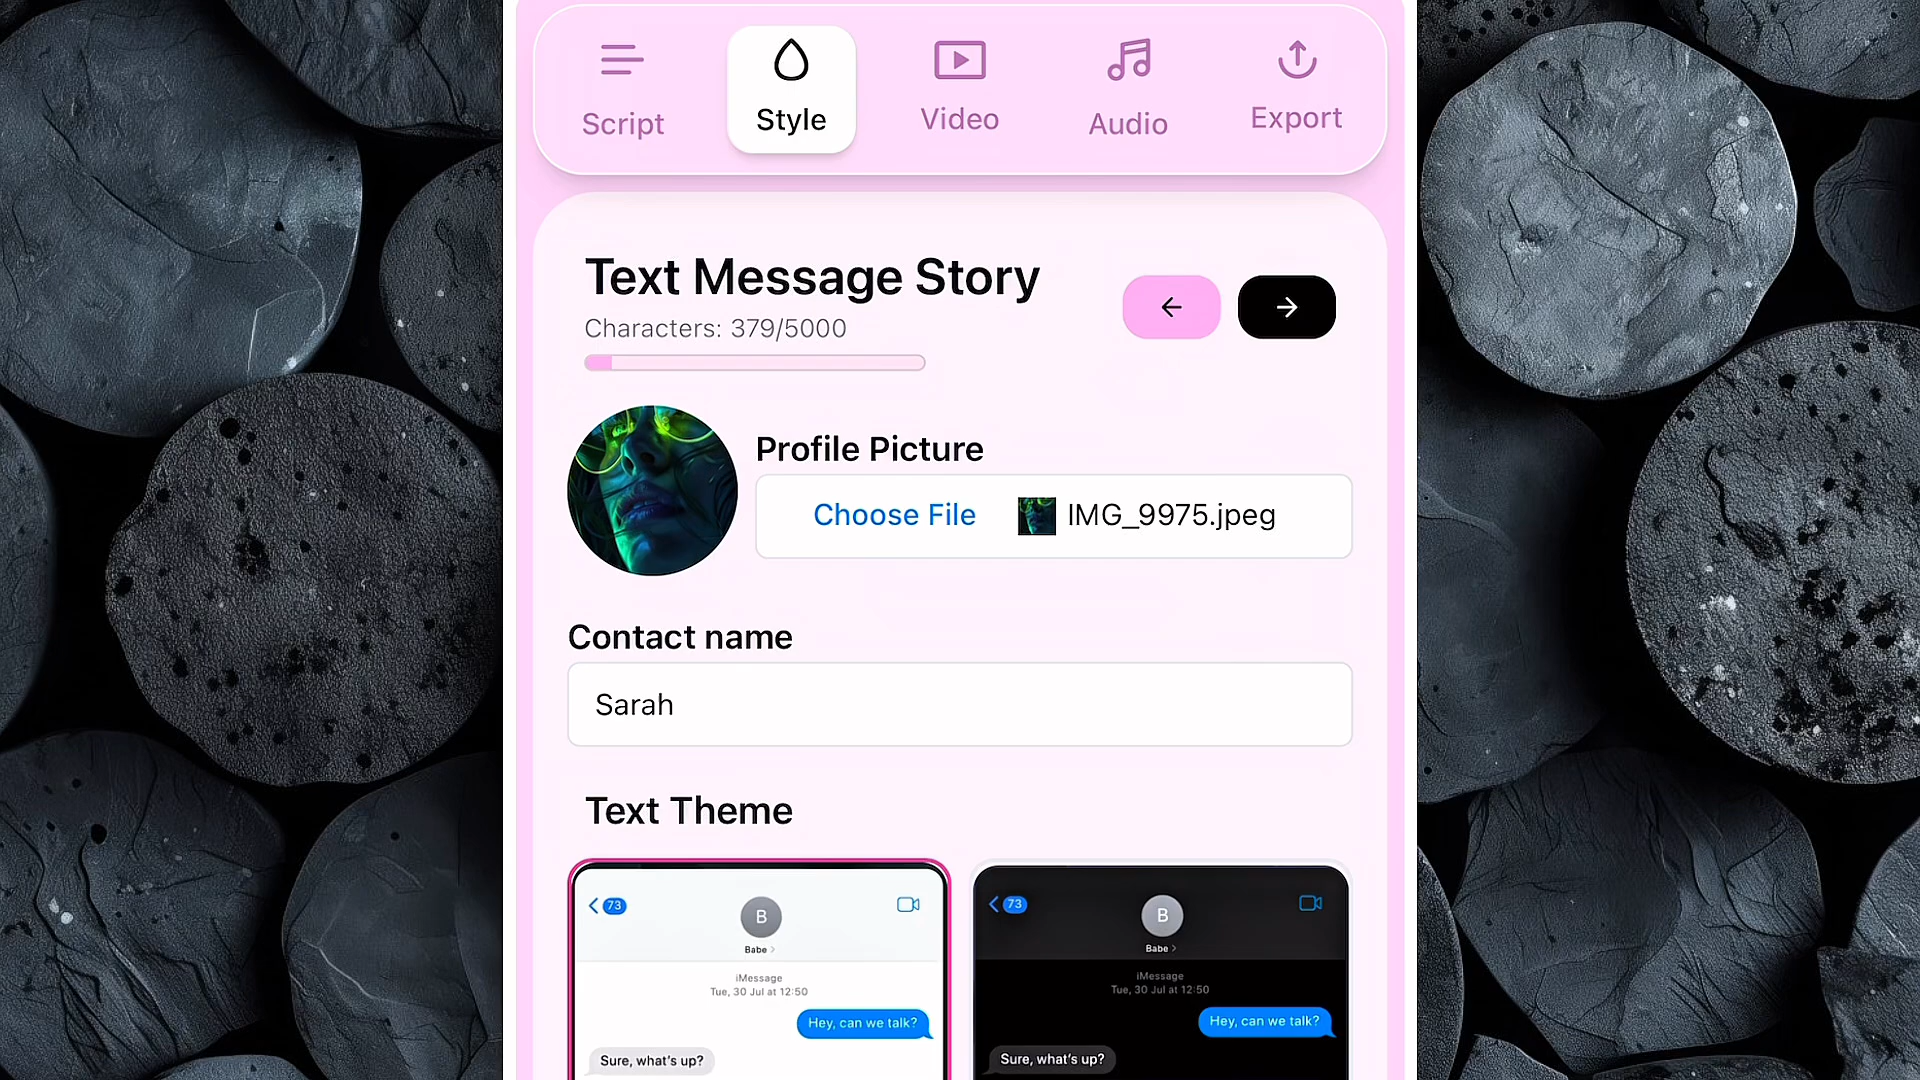 Script
Style
Video
Audio
Export
Text Message Story
Characters: 379/5000
Profile Picture
Choose File
IMG_9975.jpeg
Contact name
Sarah
Text Theme
73
B
Babe
iMessage
Tue, 30 Jul at 12:50
Hey, can we talk?
Sure, what's up?
73
B
Babe
iMessage
Tue, 30 Jul at 12:50
Hey, can we talk?
Sure, what's up?